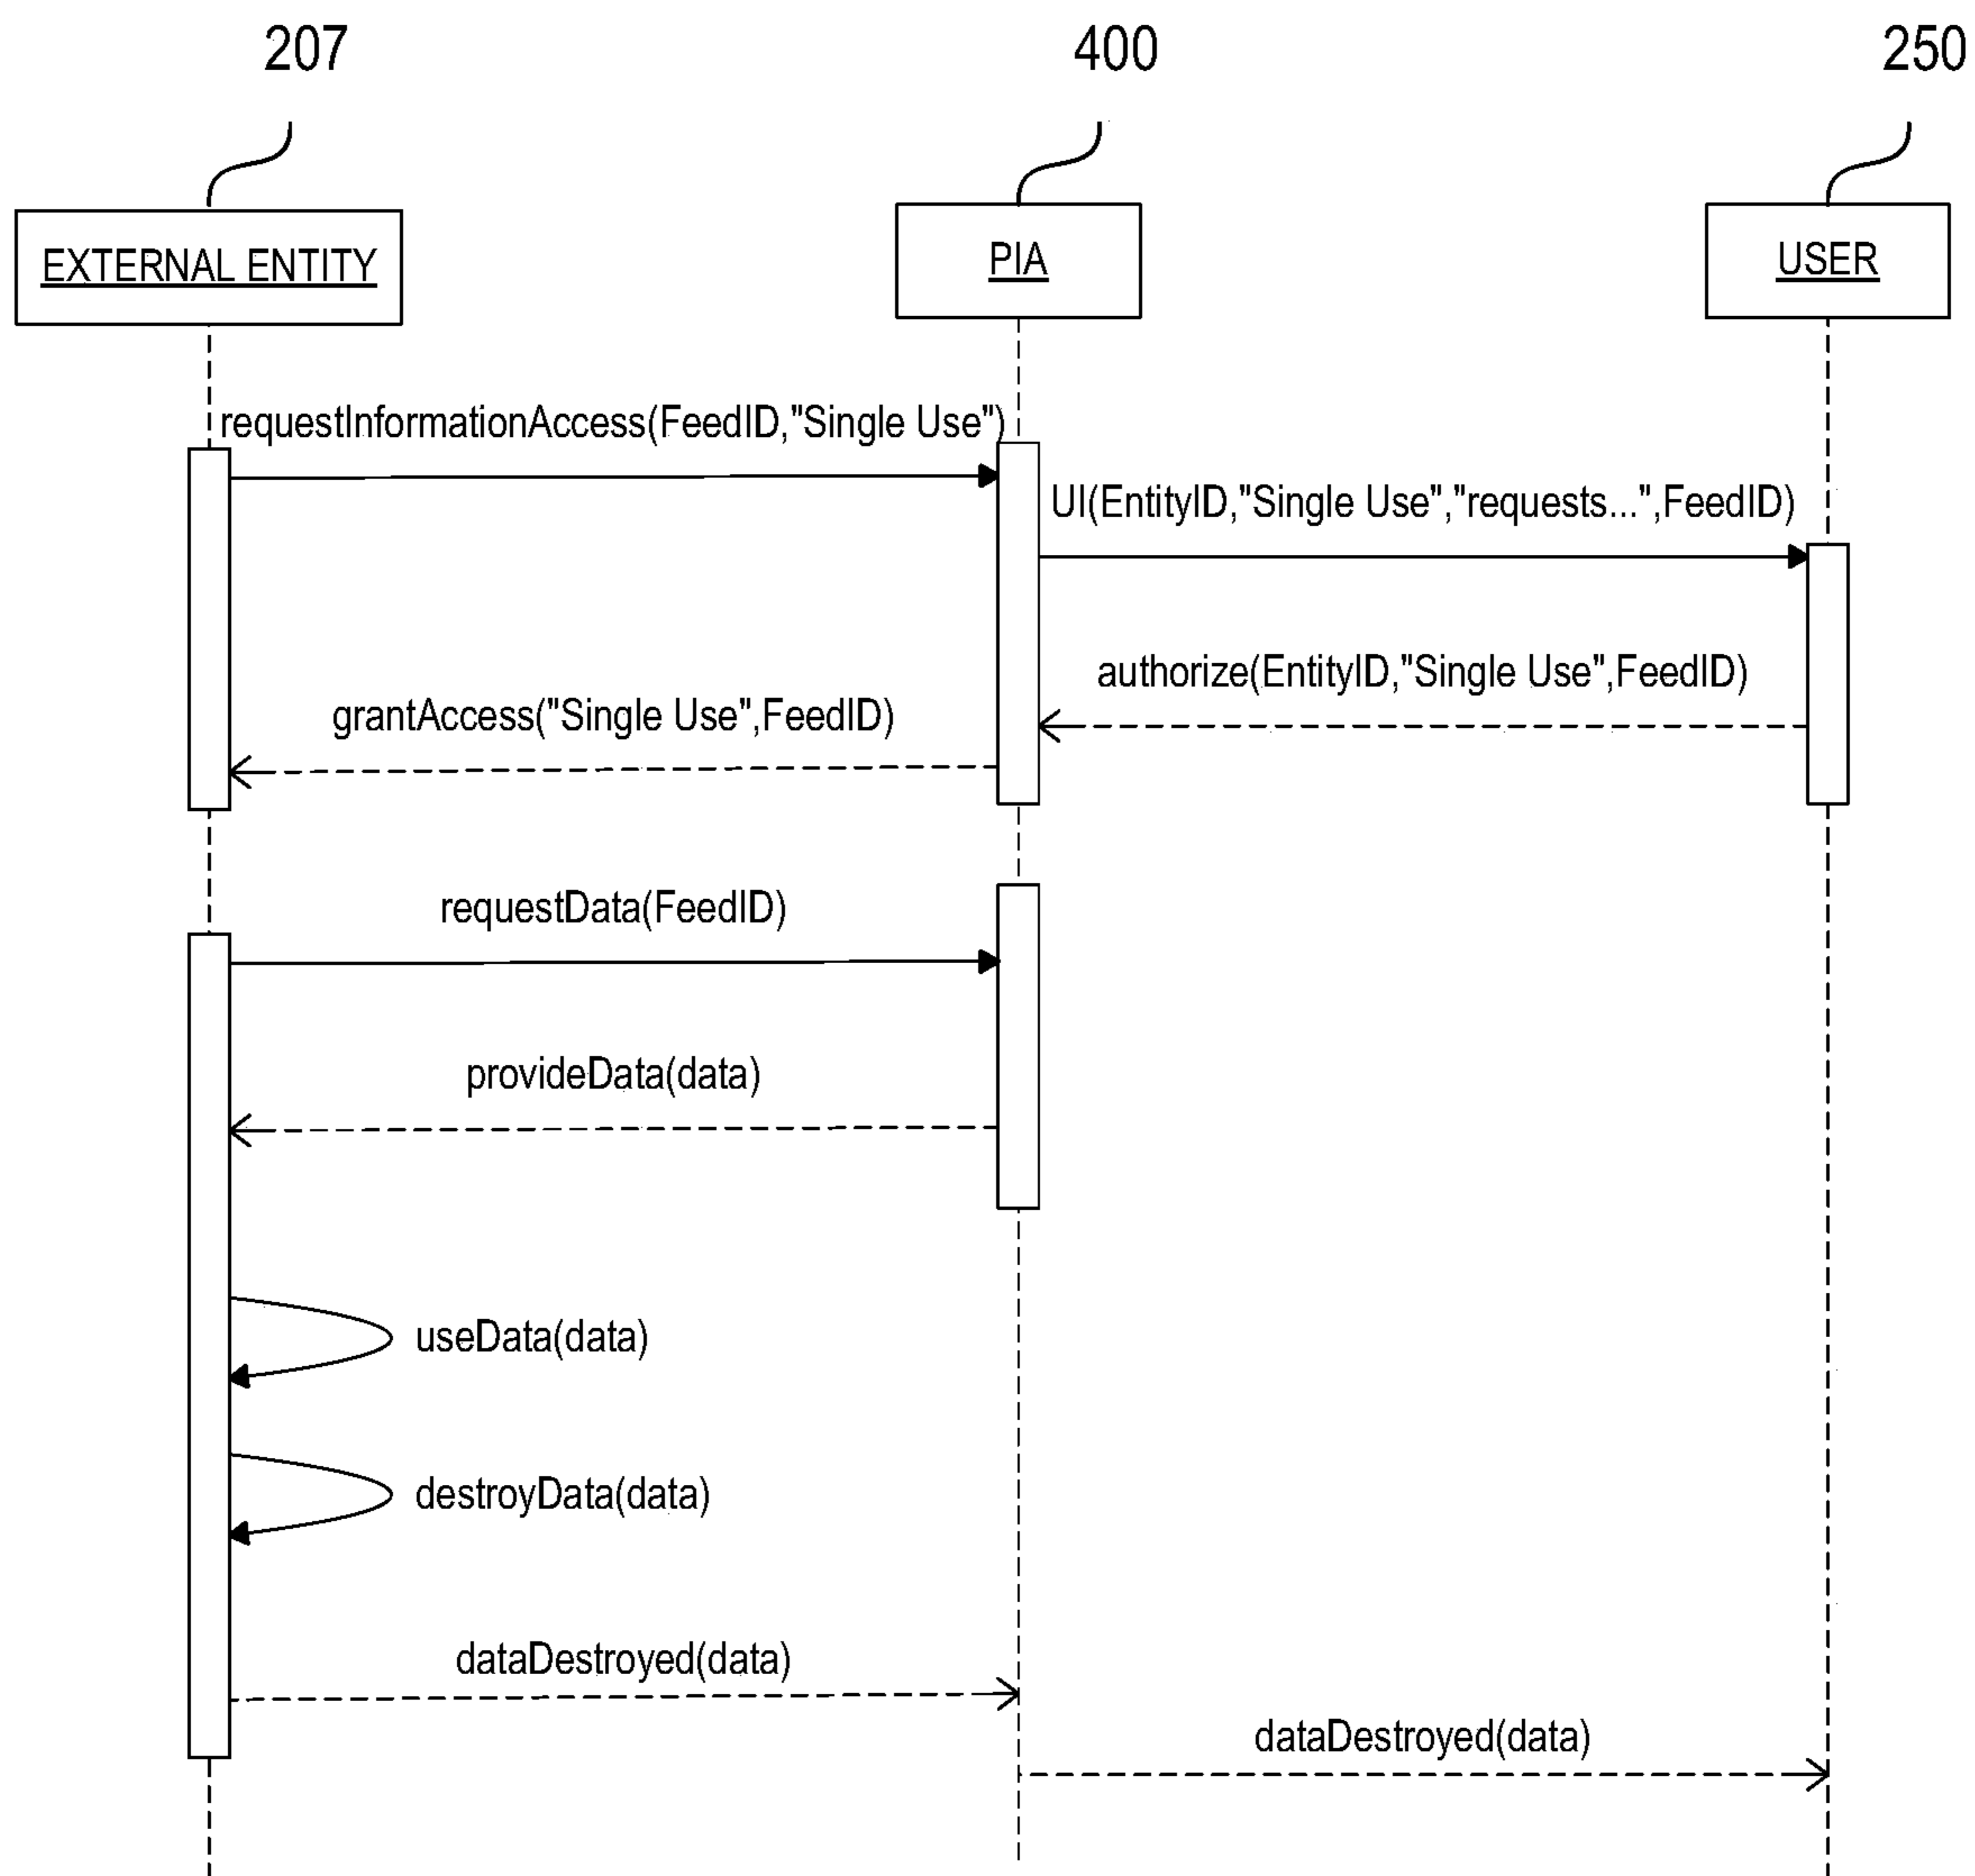 207
400
250
EXTERNAL ENTITY
PIA
USER
requestInformationAccess(FeedID,"Single Use")
UI(EntityID,"Single Use","requests...",FeedID)
authorize(EntityID,"Single Use",FeedID)
grantAccess("Single Use",FeedID)
requestData(FeedID)
provideData(data)
useData(data)
destroyData(data)
dataDestroyed(data)
dataDestroyed(data)